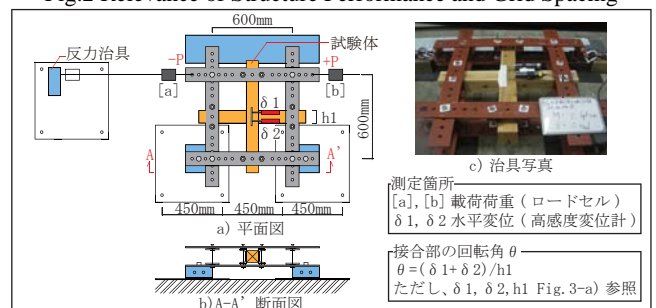 Fig.2 Relevance of Structure Performance and Grid Spacing
600mm
反力治具
試験体
-P
+P
[a]
[b]
δ1
δ2
h1
600mm
A
A'
450mm 450mm 450mm
a) 平面図
b)A-A' 断面図
c) 治具写真
測定箇所
[a],[b] 載荷荷重 ( ロードセル )
δ1, δ2 水平変位 ( 高感度変位計 )
接合部の回転角 θ
θ=(δ1+δ2)/h1
ただし、δ1, δ2,h1 Fig.3-a) 参照